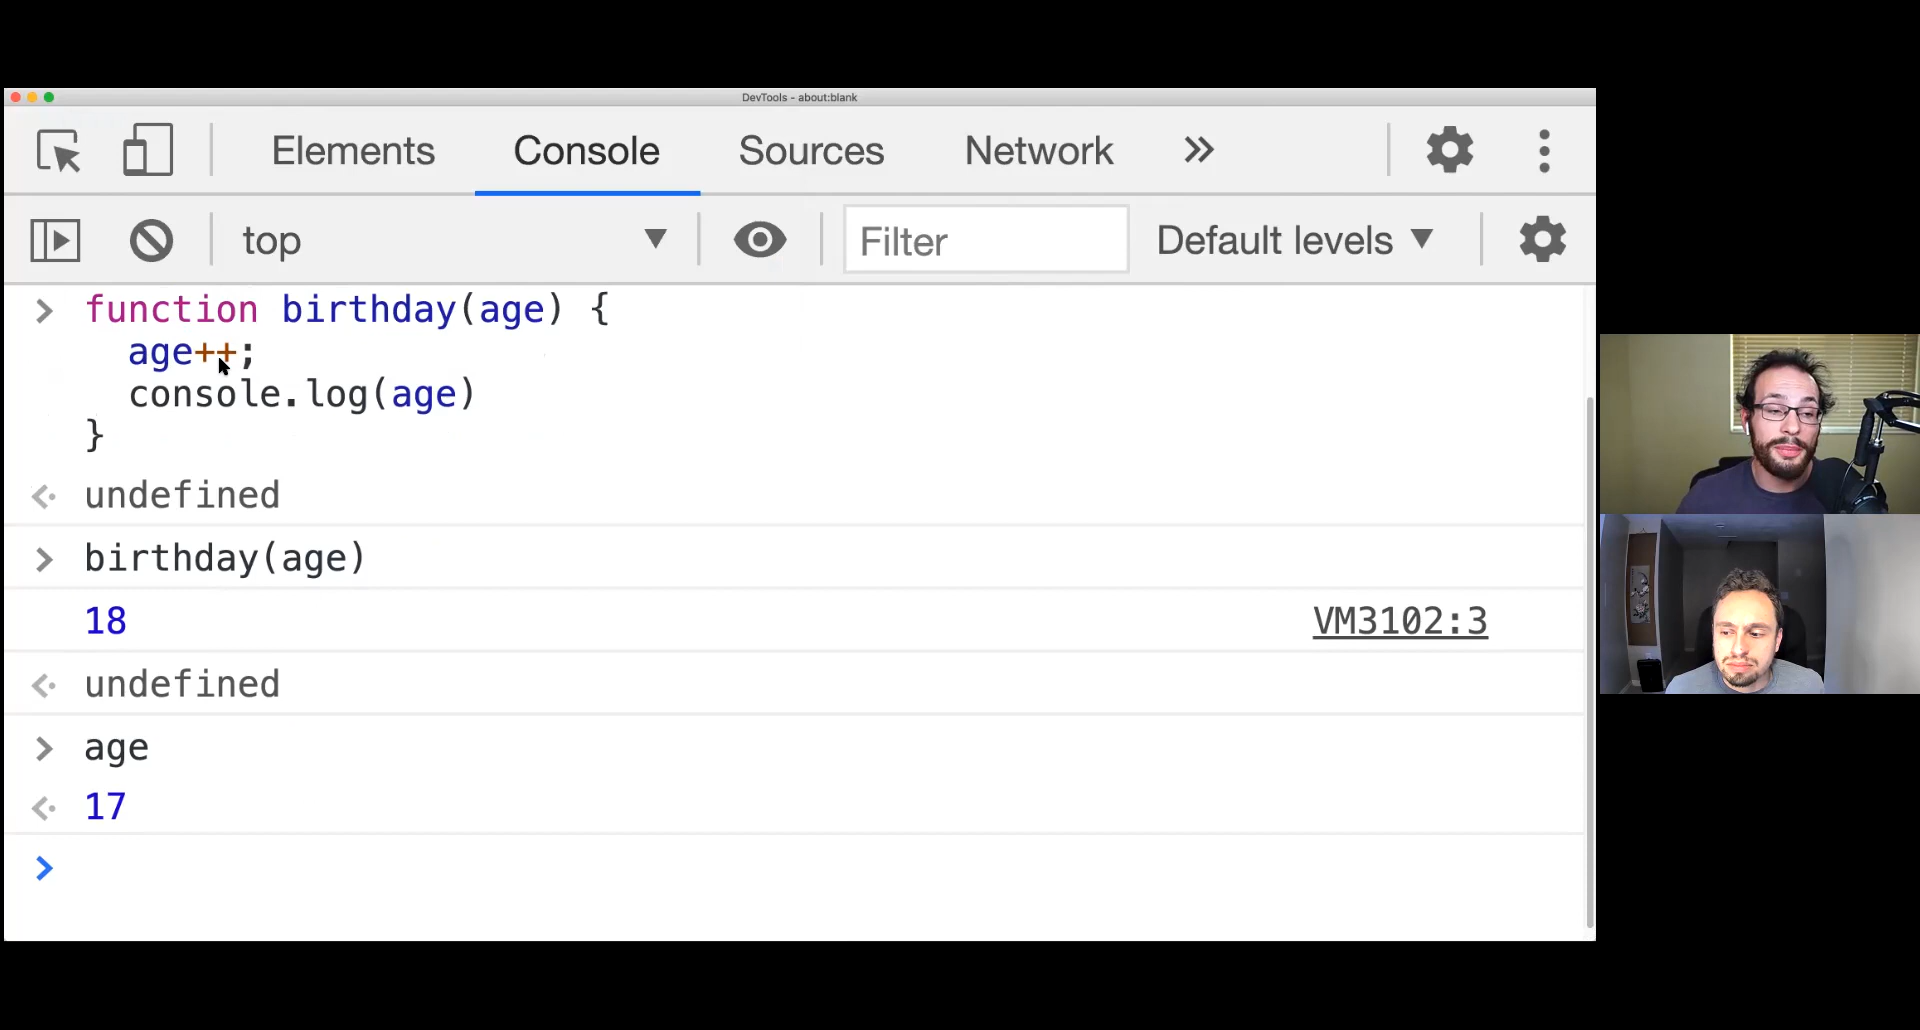 DevTools - about:blank
Elements Console Sources Network
top Filter Default levels
function birthday(age) {
age++;
console.log(age)
}
undefined
birthday(age)
18 VM3102:3
undefined
age
17